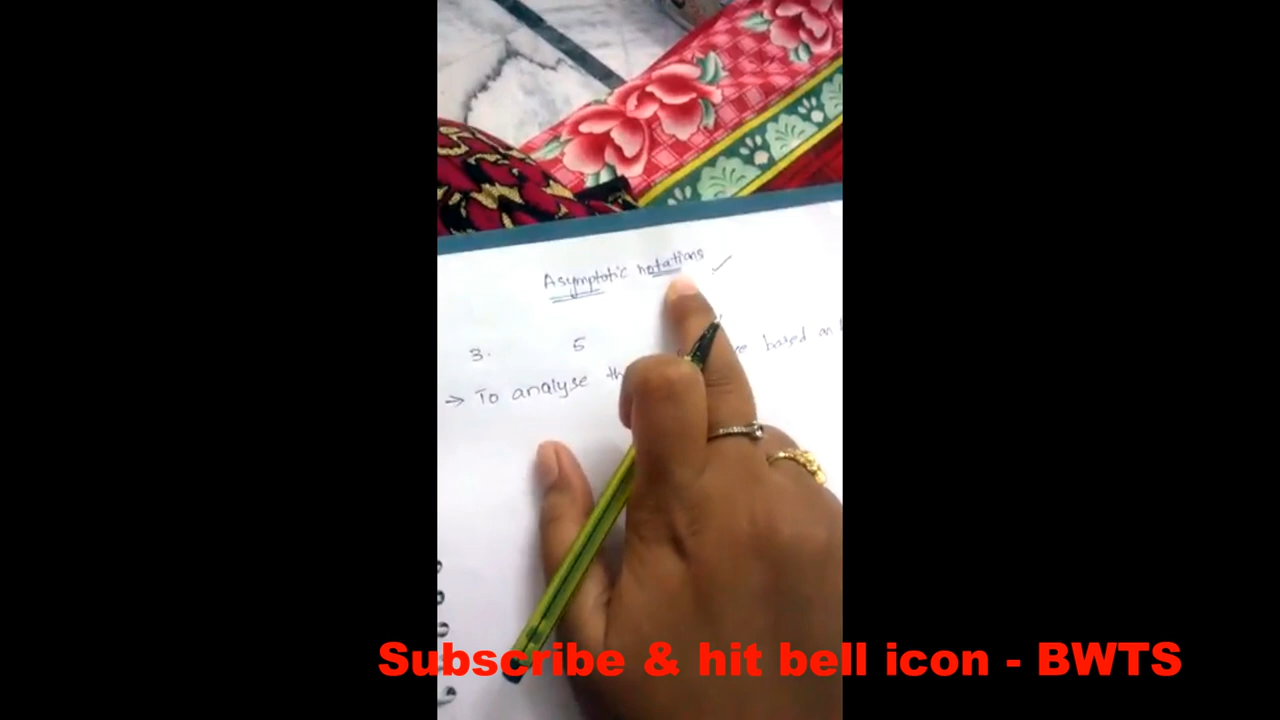 Asymptotic notations
3. 5
→ To analyse based on
Subscribe & hit bell icon - BWTS